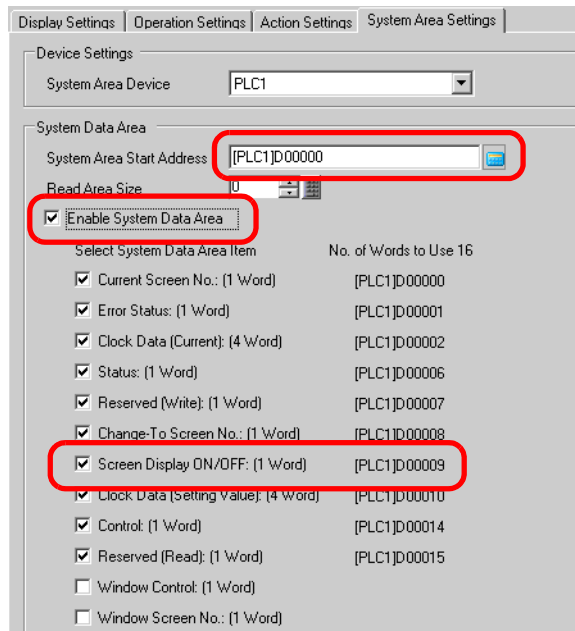 Display Settings Operation Settings Action Settings System Area Settings
Device Settings
System Area Device PLC1
System Data Area
System Area Start Address [PLC1]D00000
Read Area Size 0
Enable System Data Area
Select System Data Area Item No. of Words to Use 16
Current Screen No.: (1 Word) [PLC1]D00000
Error Status: (1 Word) [PLC1]D00001
Clock Data (Current): (4 Word) [PLC1]D00002
Status: (1 Word) [PLC1]D00006
Reserved (Write): (1 Word) [PLC1]D00007
Change-To Screen No.: (1 Word) [PLC1]D00008
Screen Display ON/OFF: (1 Word) [PLC1]D00009
Clock Data (Setting Value): (4 Word) [PLC1]D00010
Control: (1 Word) [PLC1]D00014
Reserved (Read): (1 Word) [PLC1]D00015
Window Control: (1 Word)
Window Screen No.: (1 Word)